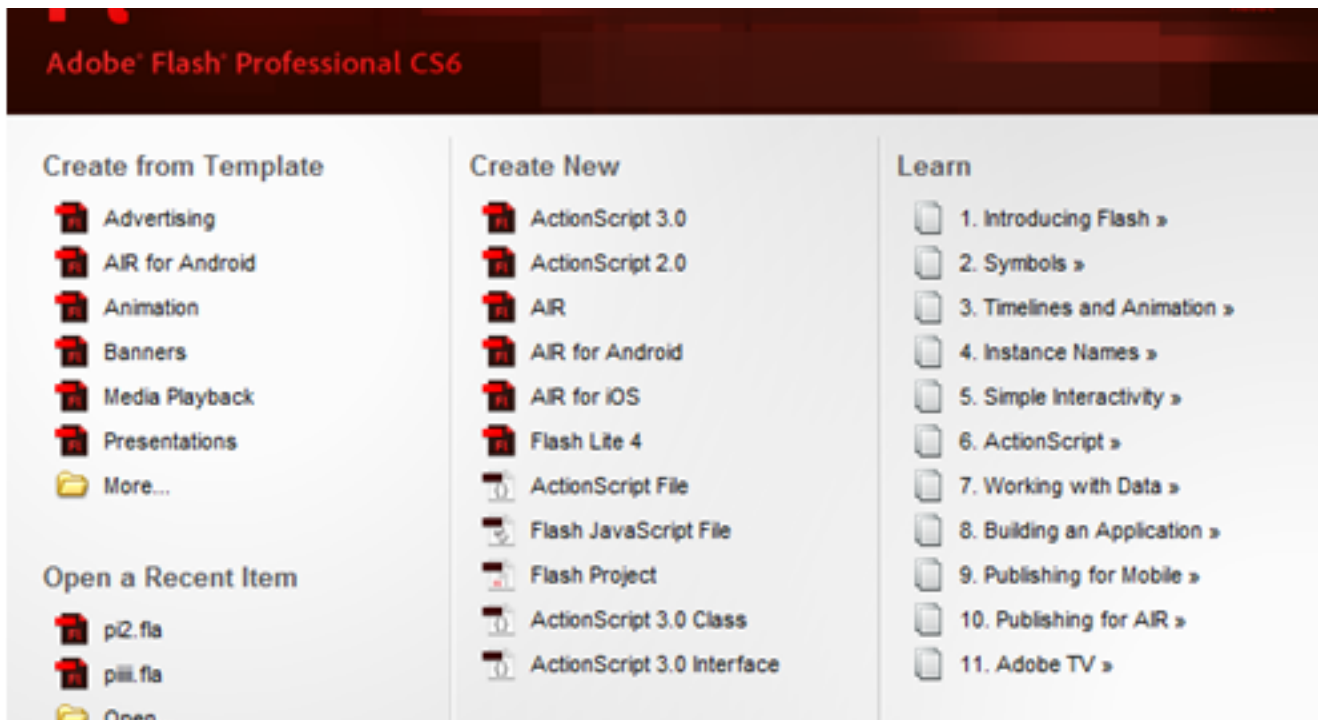 Adobe® Flash® Professional CS6
Create from Template
Advertising
AIR for Android
Animation
Banners
Media Playback
Presentations
More...
Open a Recent Item
pi2.fla
piiii.fla
Open
Create New
ActionScript 3.0
ActionScript 2.0
AIR
AIR for Android
AIR for iOS
Flash Lite 4
ActionScript File
Flash JavaScript File
Flash Project
ActionScript 3.0 Class
ActionScript 3.0 Interface
Learn
1. Introducing Flash »
2. Symbols »
3. Timelines and Animation »
4. Instance Names »
5. Simple Interactivity »
6. ActionScript »
7. Working with Data »
8. Building an Application »
9. Publishing for Mobile »
10. Publishing for AIR »
11. Adobe TV »